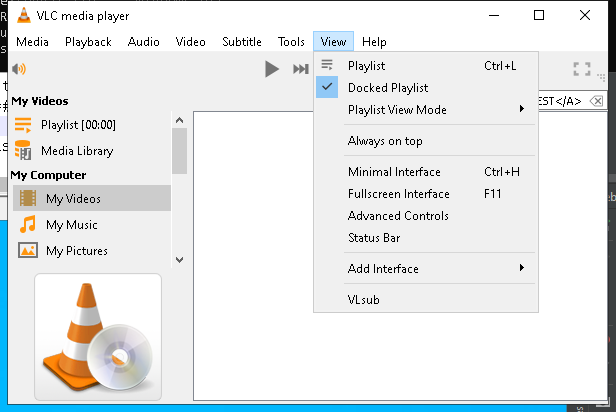 VLC media player
Media Playback Audio Video Subtitle Tools View Help
Playlist Ctrl+L
Docked Playlist
Playlist View Mode
Always on top
Minimal Interface Ctrl+H
Fullscreen Interface F11
Advanced Controls
Status Bar
Add Interface
VLsub
EST</A>
My Videos
Playlist [00:00]
Media Library
My Computer
My Videos
My Music
My Pictures